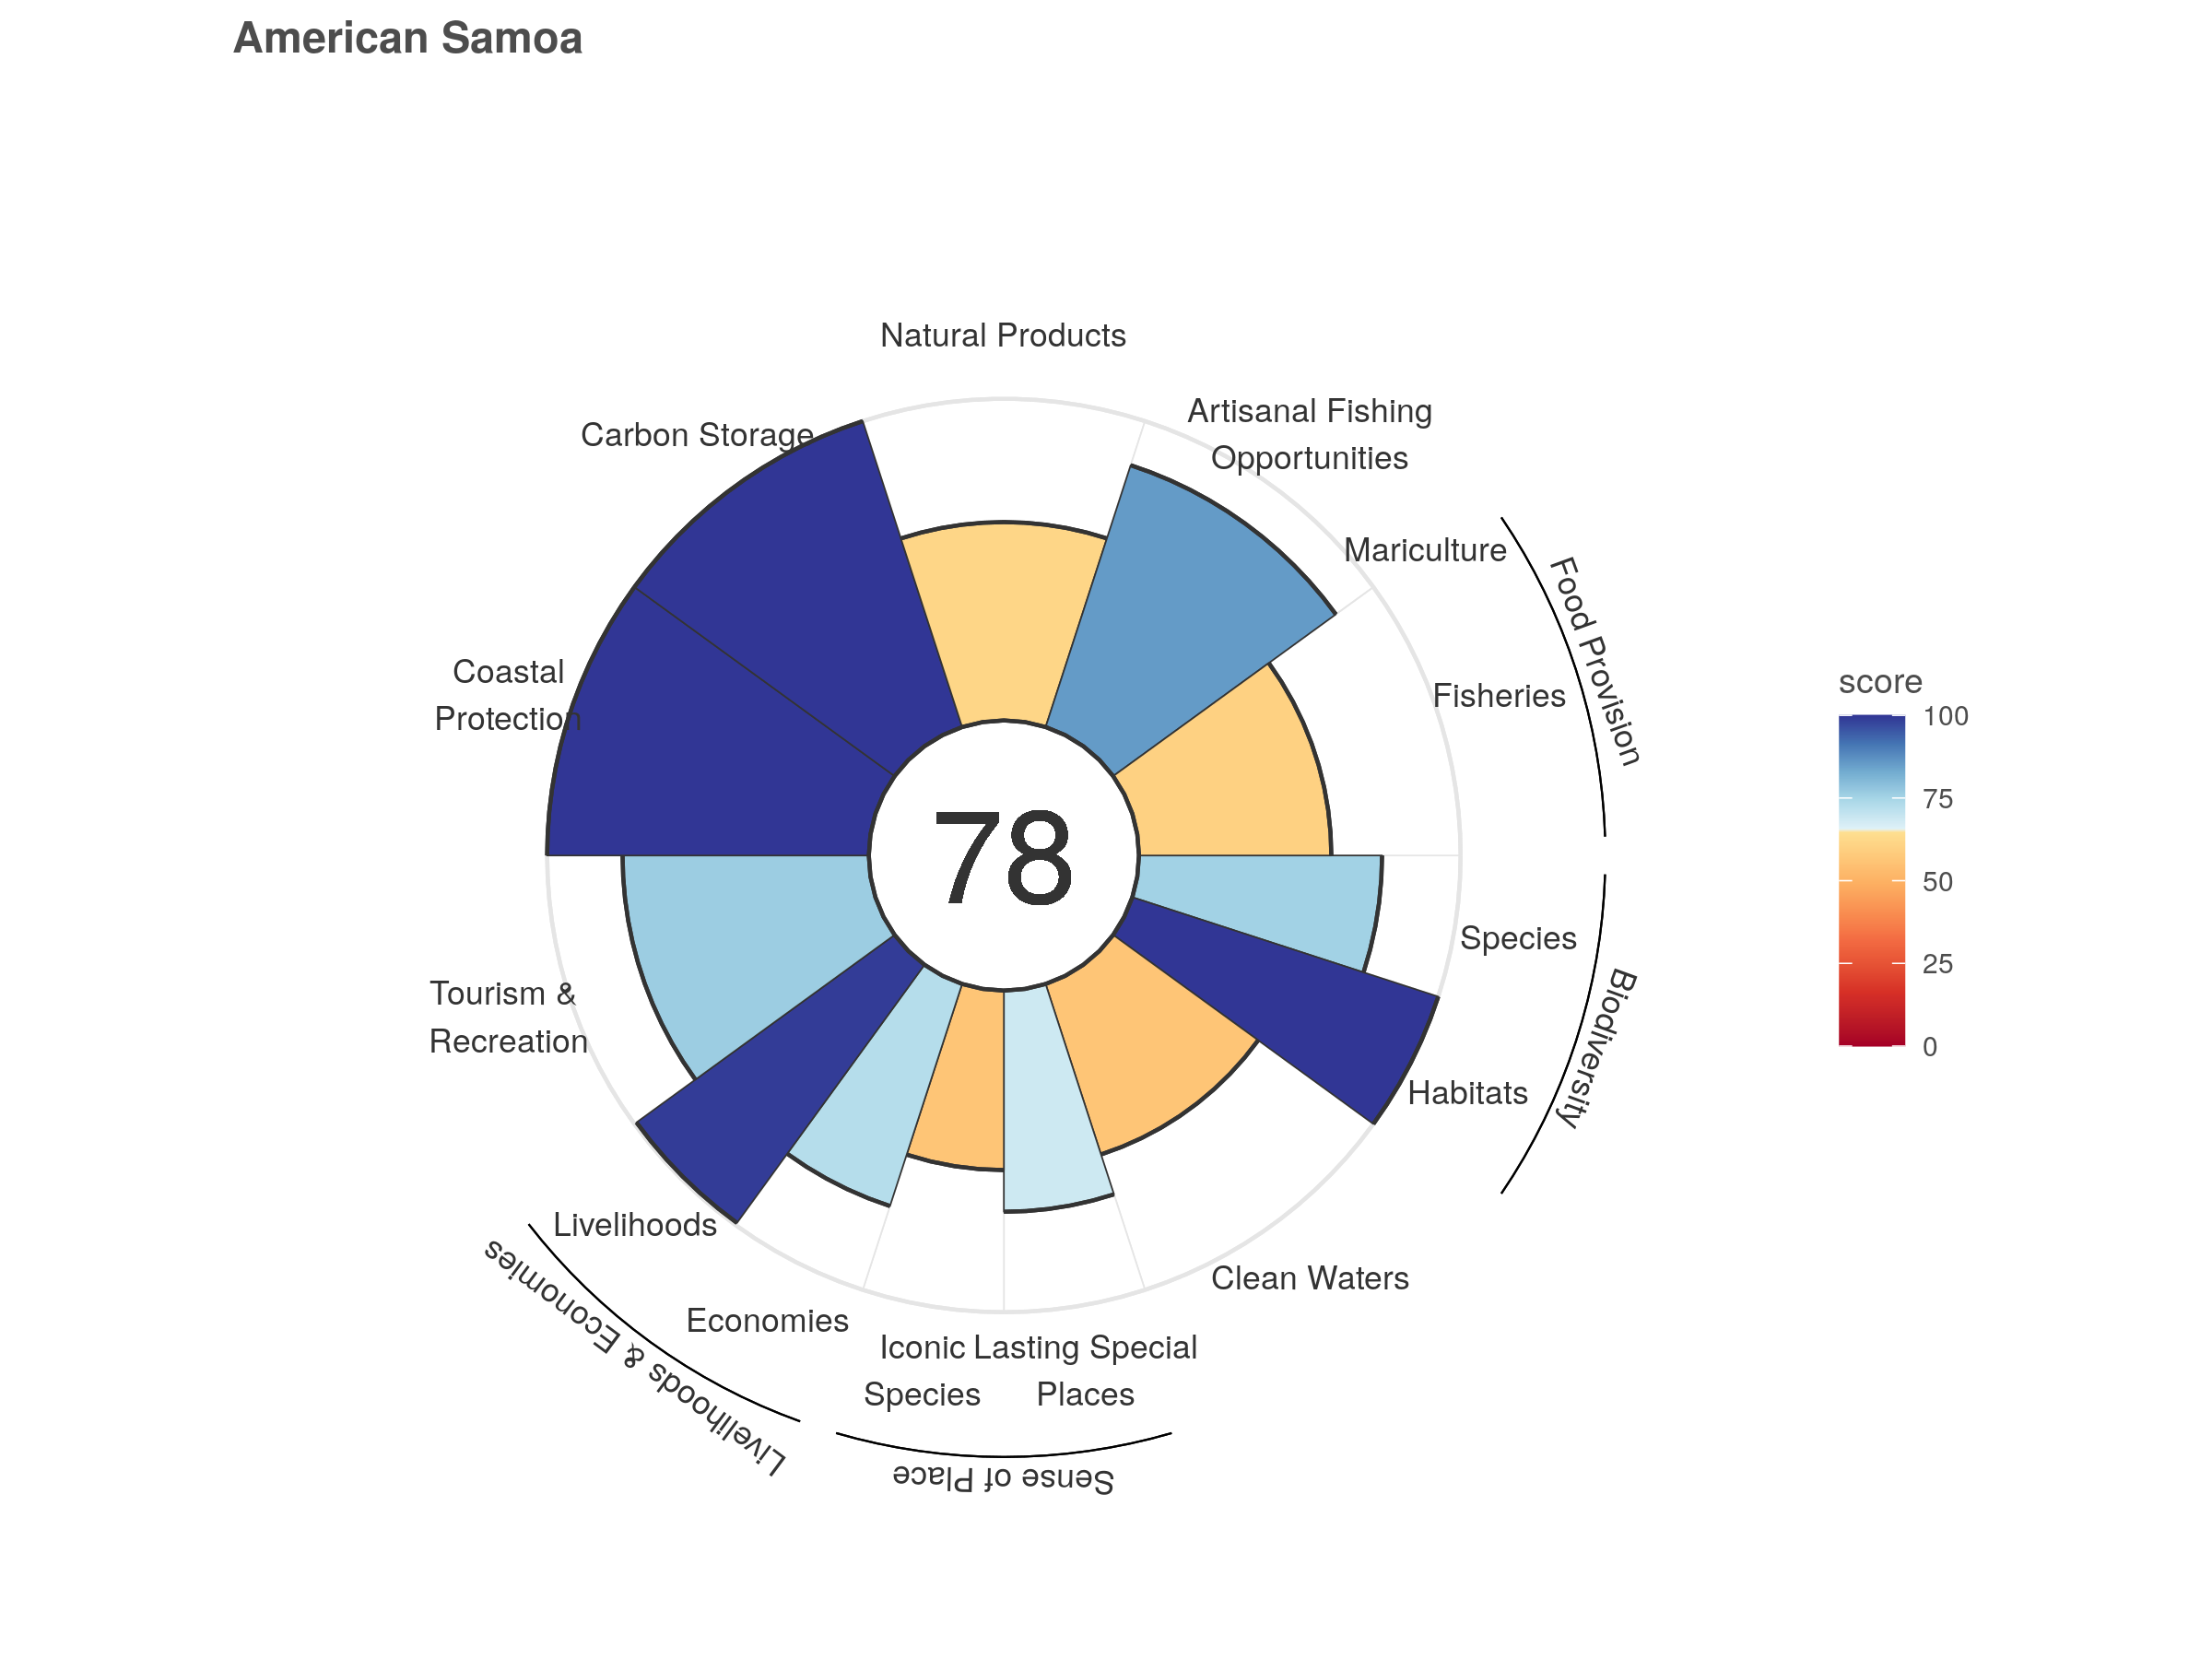 American Samoa
Natural Products
Artisanal Fishing
Opportunities
Carbon Storage
Mariculture
Food Provision
Fisheries
Coastal
Protection
78
score
100
75
50
25
0
Species
Biodiversity
Habitats
Tourism &
Recreation
Livelihoods
Economies
Livelihoods & Economies
Clean Waters
Iconic
Species
Lasting Special
Places
Sense of Place